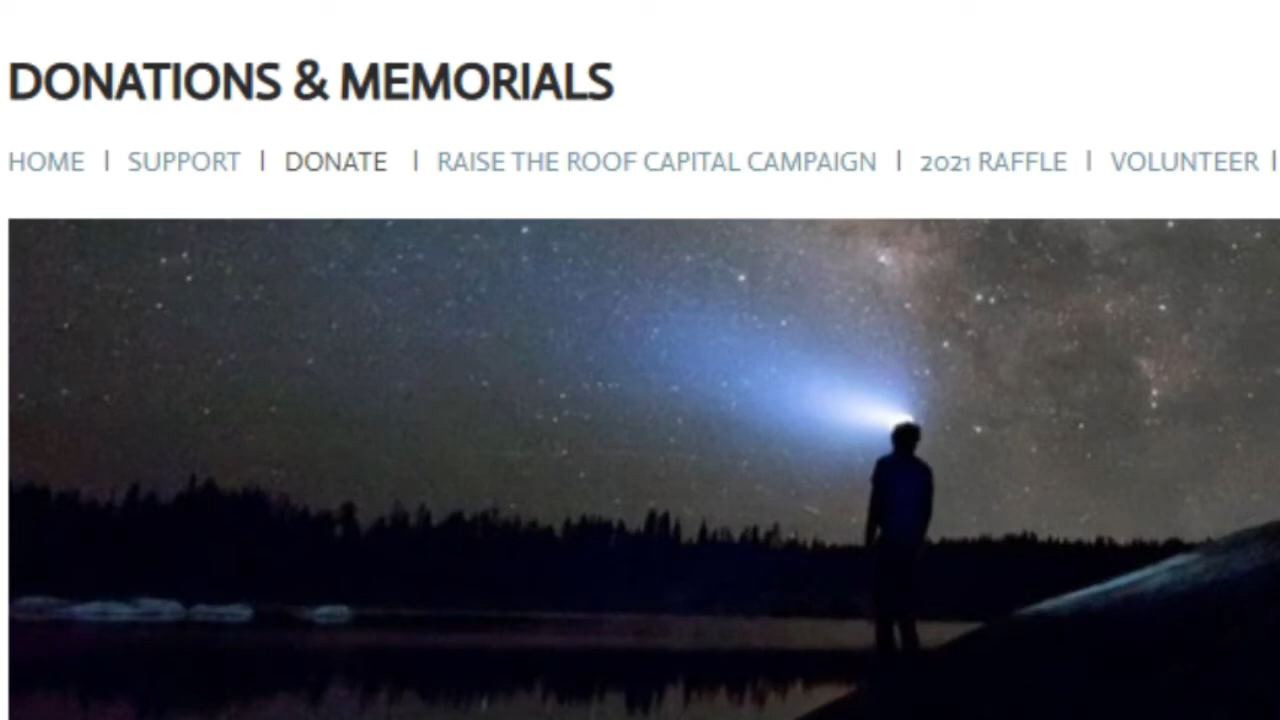 DONATIONS & MEMORIALS
HOME | SUPPORT | DONATE | RAISE THE ROOF CAPITAL CAMPAIGN | 2021 RAFFLE | VOLUNTEER |